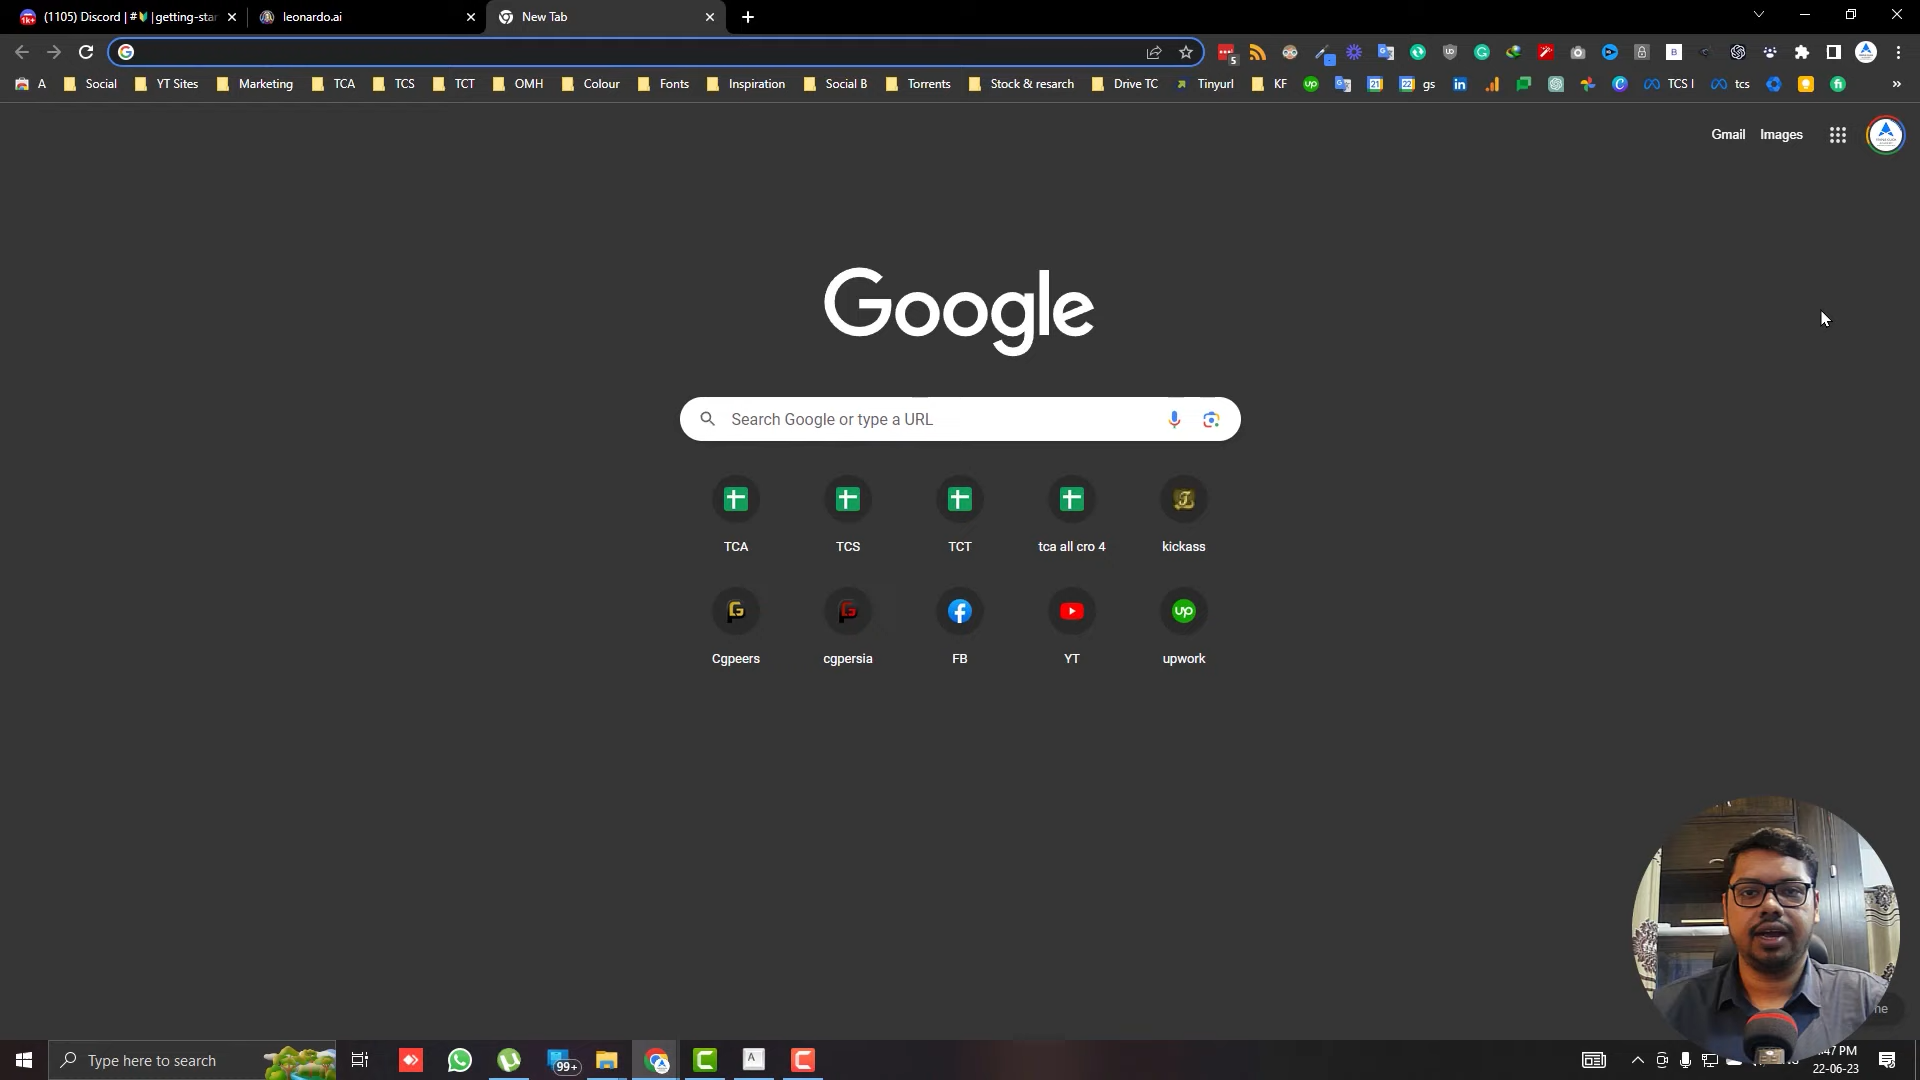 (1105) Discord | #🔰 | getting-star
leonardo.ai
New Tab
A
Social
YT Sites
Marketing
TCA
TCS
TCT
OMH
Colour
Fonts
Inspiration
Social B
Torrents
Stock & resarch
Drive TC
Tinyurl
KF
gs
TCS I
tcs
Gmail
Images
Google
Search Google or type a URL
TCA
TCS
TCT
tca all cro 4
kickass
Cgpeers
cgpersia
FB
YT
upwork
Type here to search
99+
:47 PM
22-06-23